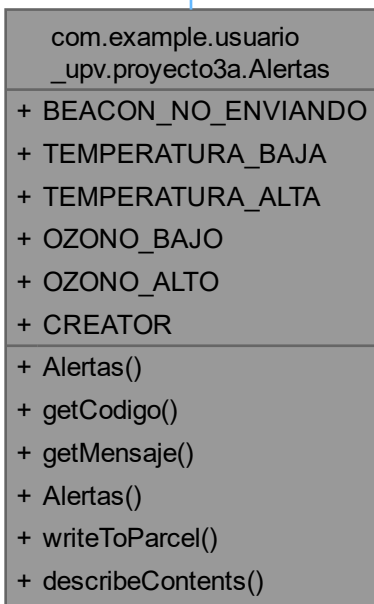 com.example.usuario
_upv.proyecto3a.Alertas
+ BEACON_NO_ENVIANDO
+ TEMPERATURA_BAJA
+ TEMPERATURA_ALTA
+ OZONO_BAJO
+ OZONO_ALTO
+ CREATOR
+ Alertas()
+ getCodigo()
+ getMensaje()
+ Alertas()
+ writeToParcel()
+ describeContents()